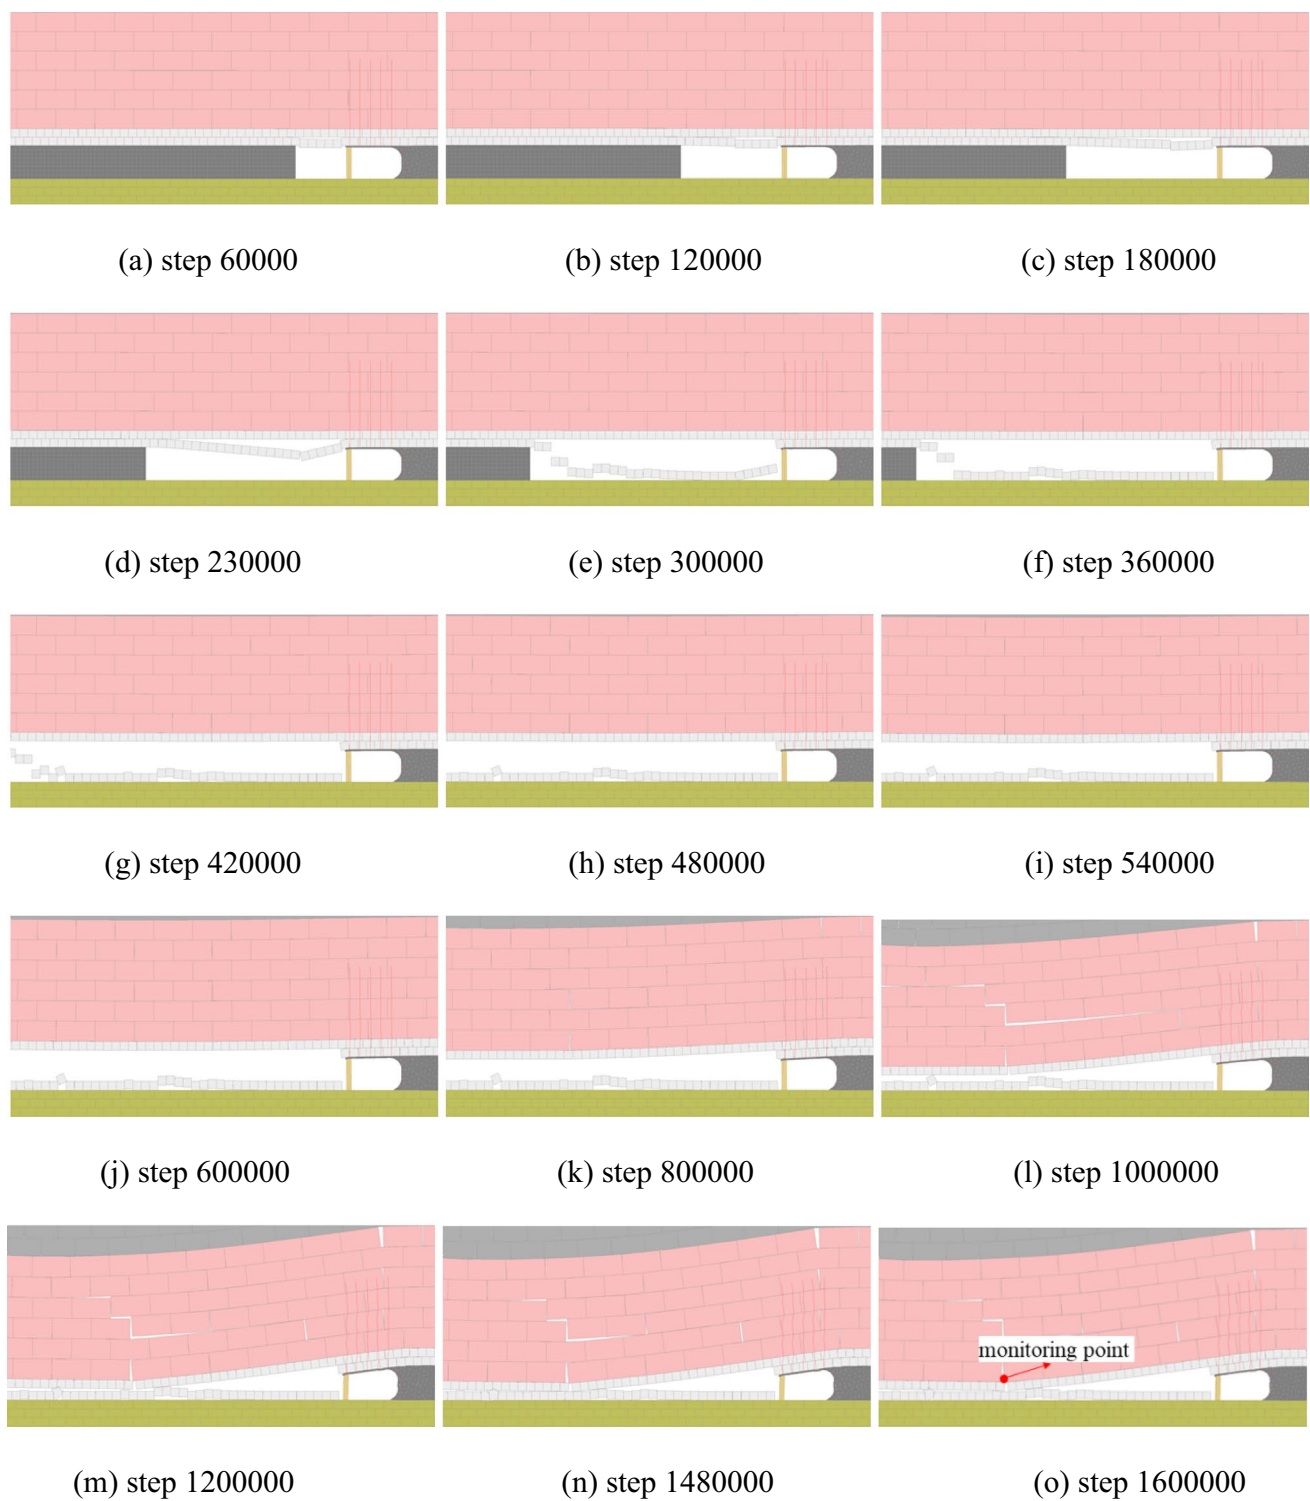 (a) step 60000
(b) step 120000
(c) step 180000
(d) step 230000
(e) step 300000
(f) step 360000
(g) step 420000
(h) step 480000
(i) step 540000
(j) step 600000
(k) step 800000
(l) step 1000000
monitoring point
(m) step 1200000
(n) step 1480000
(o) step 1600000